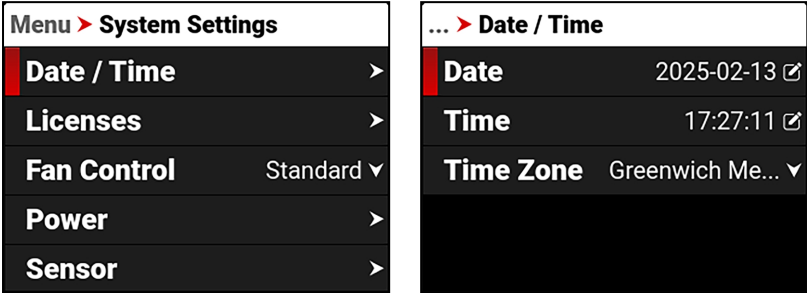 Menu ➤ System Settings
Date / Time
Licenses
Fan Control Standard
Power
Sensor
... ➤ Date / Time
Date 2025-02-13
Time 17:27:11
Time Zone Greenwich Me...